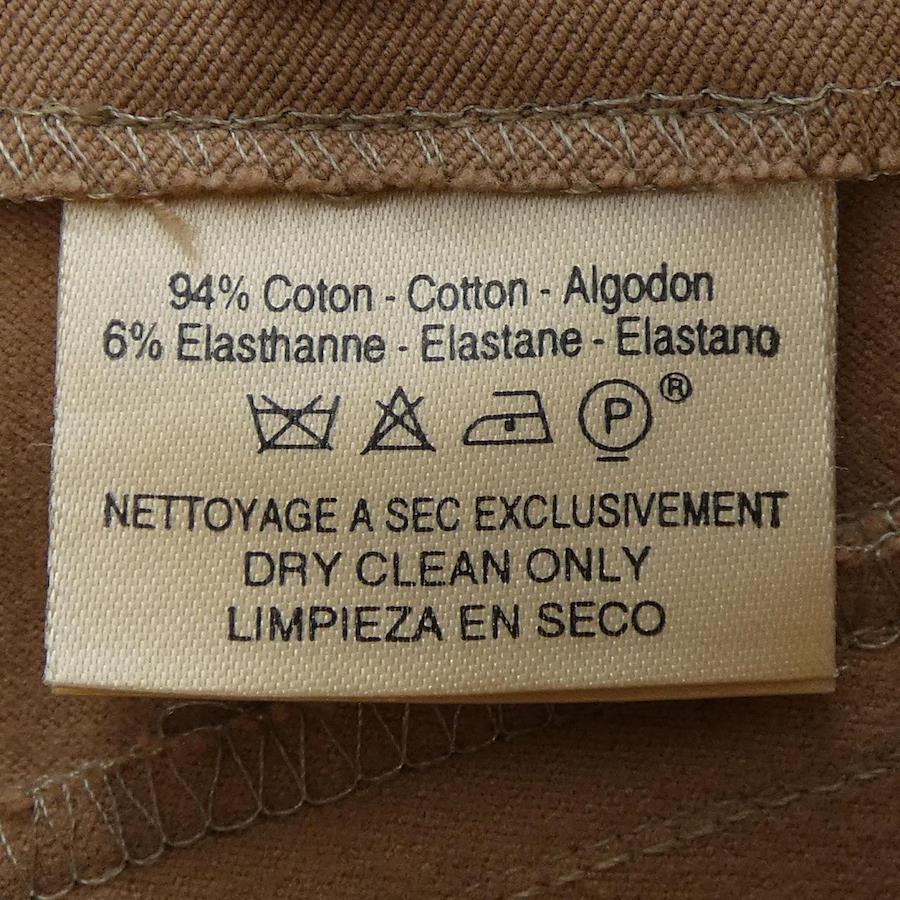 94% Coton - Cotton - Algodon
6% Elasthanne - Elastane - Elastano
P ®
NETTOYAGE A SEC EXCLUSIVEMENT
DRY CLEAN ONLY
LIMPIEZA EN SECO